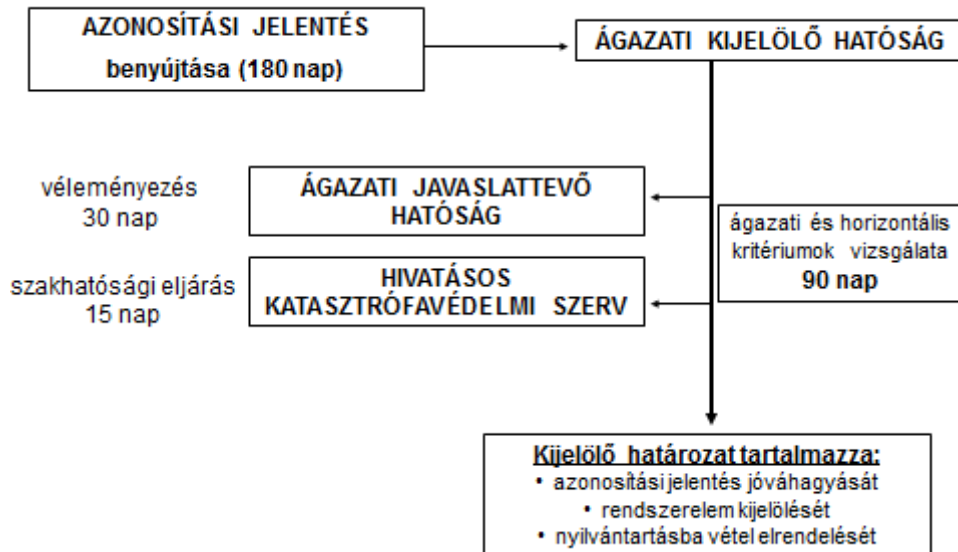 AZONOSÍTÁSI JELENTÉS
benyújtása (180 nap)
ÁGAZATI KIJELÖLŐ HATÓSÁG
véleményezés
30 nap
ÁGAZATI JAVASLATTEVŐ
HATÓSÁG
ágazati és horizontális
kritériumok vizsgálata
90 nap
szakhatósági eljárás
15 nap
HIVATÁSOS
KATASZTRÓFAVÉDELMI SZERV
Kijelölő határozat tartalmazza:
• azonosítási jelentés jóváhagyását
• rendszerelem kijelölését
• nyilvántartásba vétel elrendelését